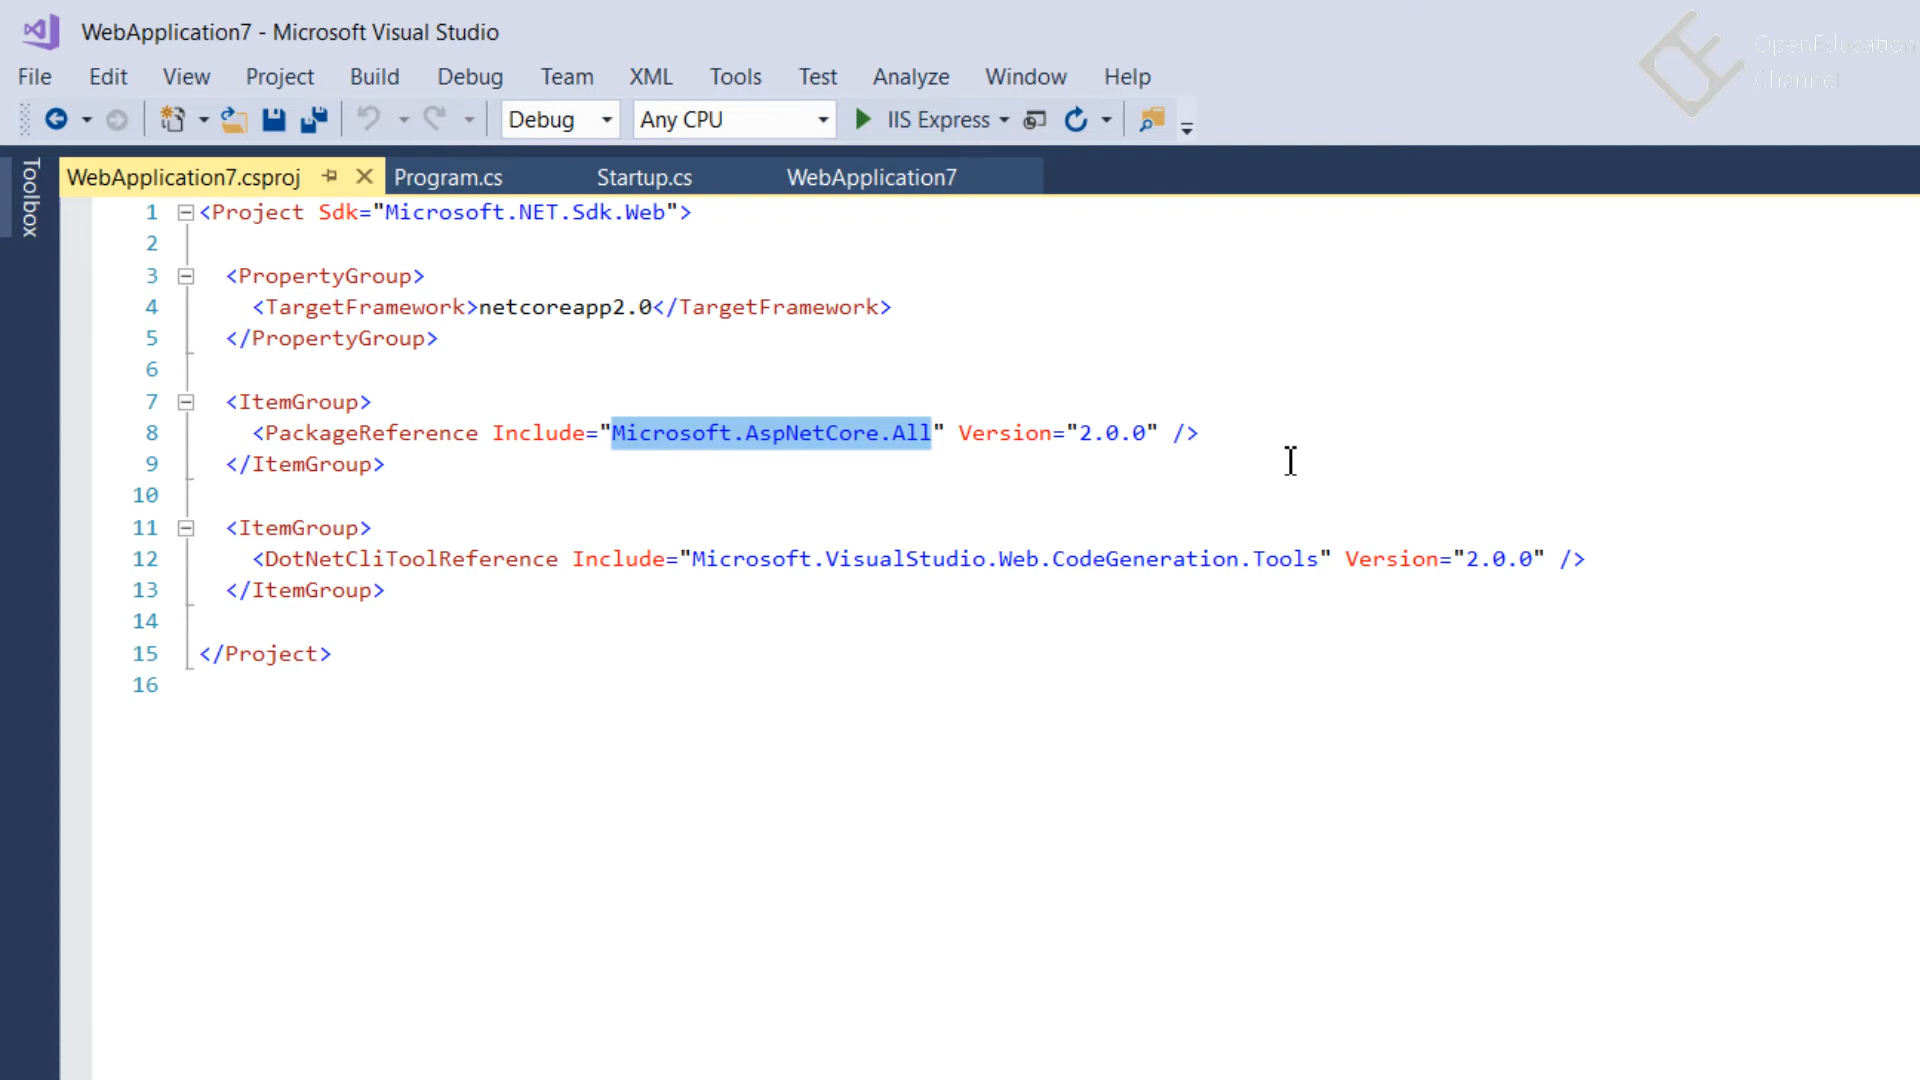 WebApplication7 - Microsoft Visual Studio
OpenEducation
Channel
File Edit View Project Build Debug Team XML Tools Test Analyze Window Help
Debug Any CPU IIS Express
Toolbox
WebApplication7.csproj Program.cs Startup.cs WebApplication7
1 <Project Sdk="Microsoft.NET.Sdk.Web">
2
3 <PropertyGroup>
4 <TargetFramework>netcoreapp2.0</TargetFramework>
5 </PropertyGroup>
6
7 <ItemGroup>
8 <PackageReference Include="Microsoft.AspNetCore.All" Version="2.0.0" />
9 </ItemGroup>
10
11 <ItemGroup>
12 <DotNetCliToolReference Include="Microsoft.VisualStudio.Web.CodeGeneration.Tools" Version="2.0.0" />
13 </ItemGroup>
14
15 </Project>
16